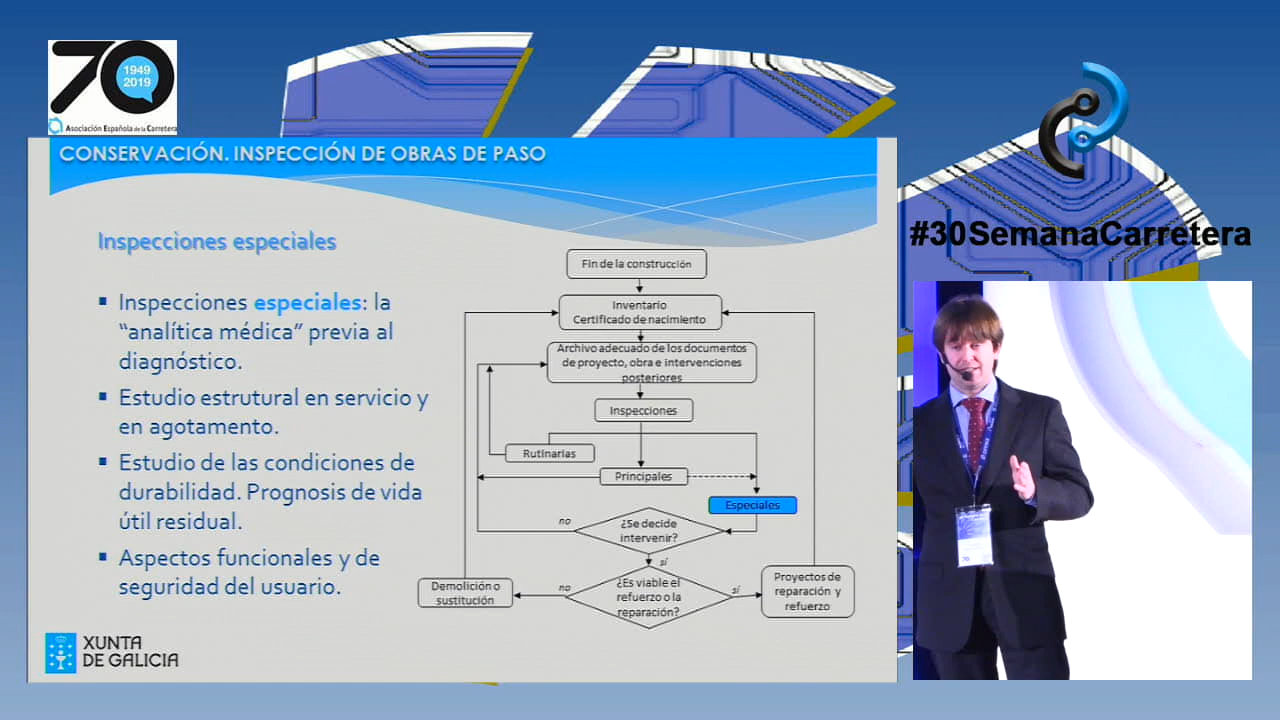 1949
2019
Asociación Española de la Carretera
CONSERVACIÓN. INSPECCIÓN DE OBRAS DE PASO
#30SemanaCarretera
Inspecciones especiales
Inspecciones especiales: la
“analítica médica” previa al
diagnóstico.
Estudio estrutural en servicio y
en agotamento.
Estudio de las condiciones de
durabilidad. Prognosis de vida
útil residual.
Aspectos funcionales y de
seguridad del usuario.
Fin de la construcción
Inventario
Certificado de nacimiento
Archivo adecuado de los documentos
de proyecto, obra e intervenciones
posteriores
Inspecciones
Rutinarias
Principales
Especiales
no
¿Se decide
intervenir?
sí
Demolición o
sustitución
no
¿Es viable el
refuerzo o la
reparación?
sí
Proyectos de
reparación y
refuerzo
XUNTA
DE GALICIA
70